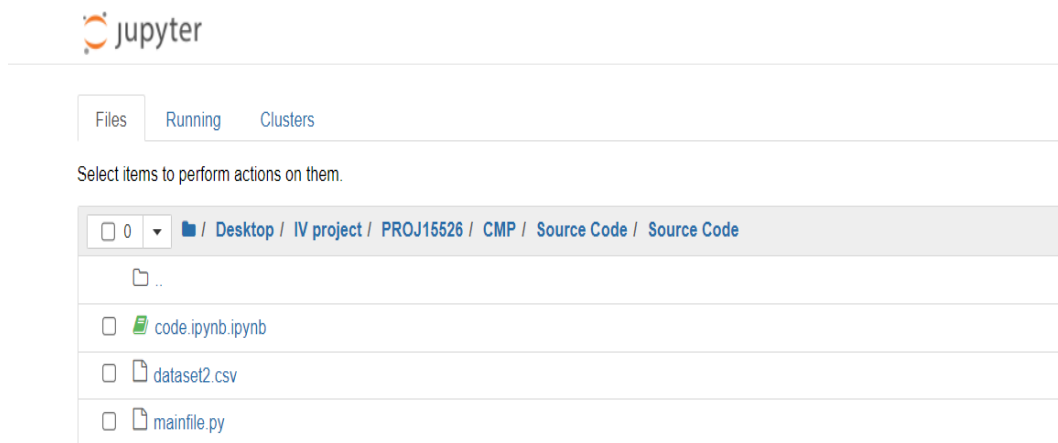 jupyter
Files Running Clusters
Select items to perform actions on them.
0 / Desktop / IV project / PROJ15526 / CMP / Source Code / Source Code
..
code.ipynb.ipynb
dataset2.csv
mainfile.py